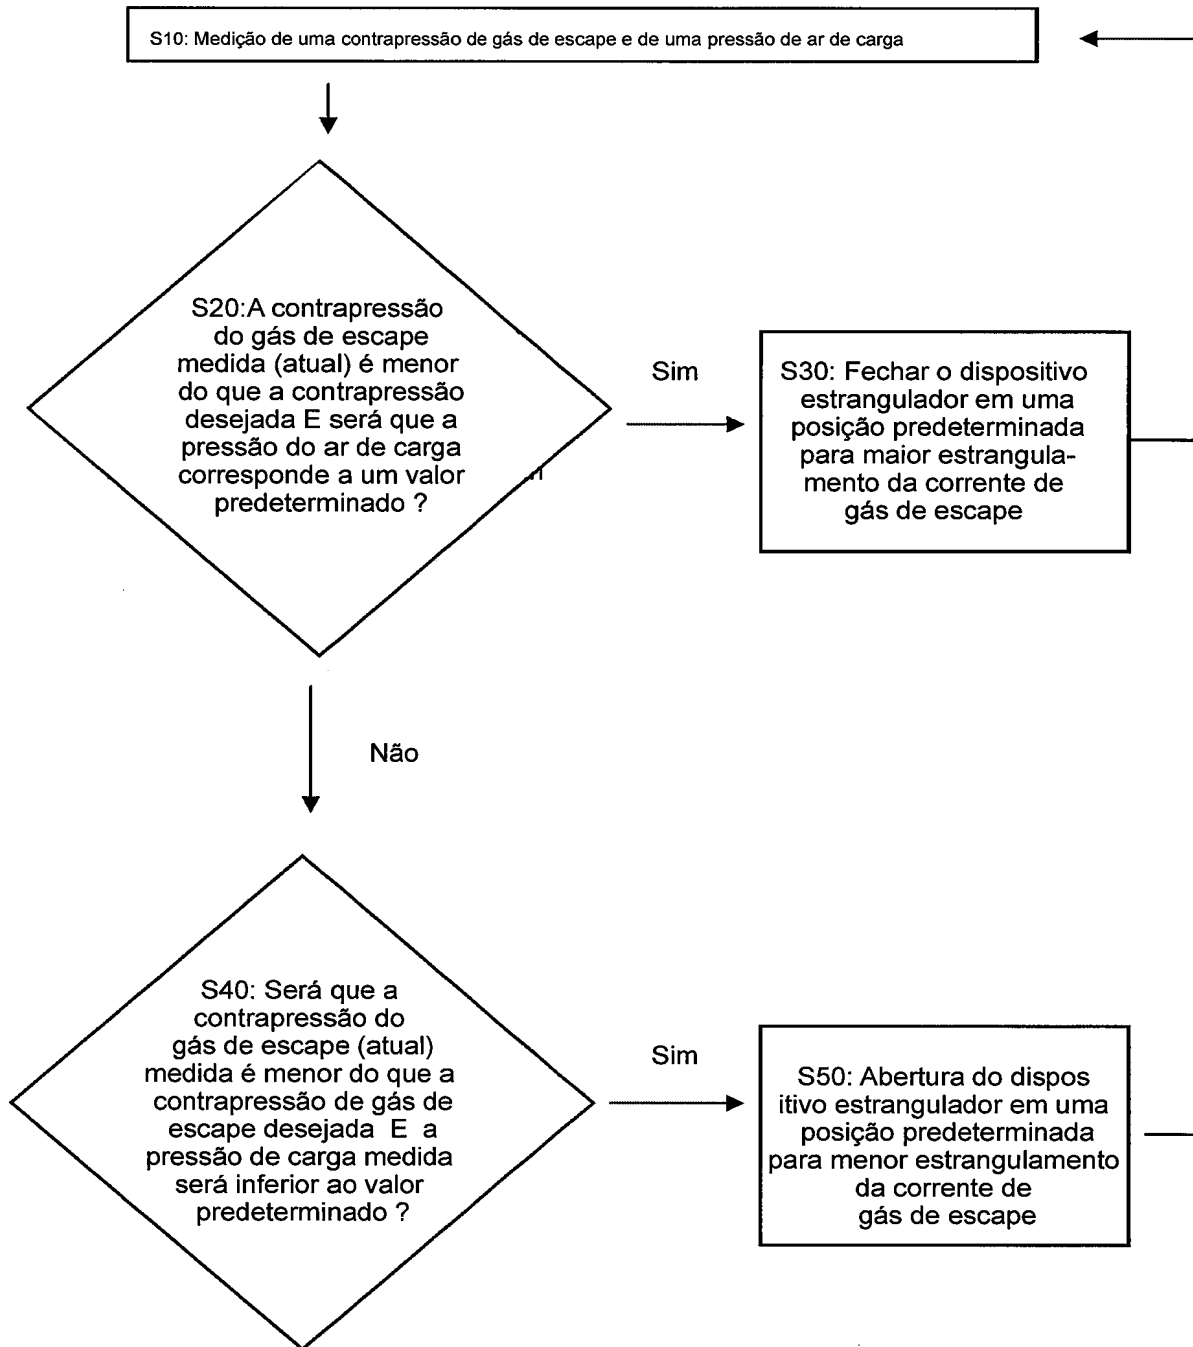 S10: Medição de uma contrapressão de gás de escape e de uma pressão de ar de carga
S20:A contrapressão
do gás de escape
medida (atual) é menor
do que a contrapressão
desejada E será que a
pressão do ar de carga
corresponde a um valor
predeterminado ?
Sim
S30: Fechar o dispositivo
estrangulador em uma
posição predeterminada
para maior estrangula-
mento da corrente de
gás de escape
Não
S40: Será que a
contrapressão do
gás de escape (atual)
medida é menor do que a
contrapressão de gás de
escape desejada E a
pressão de carga medida
será inferior ao valor
predeterminado ?
Sim
S50: Abertura do dispos
itivo estrangulador em uma
posição predeterminada
para menor estrangulamento
da corrente de
gás de escape